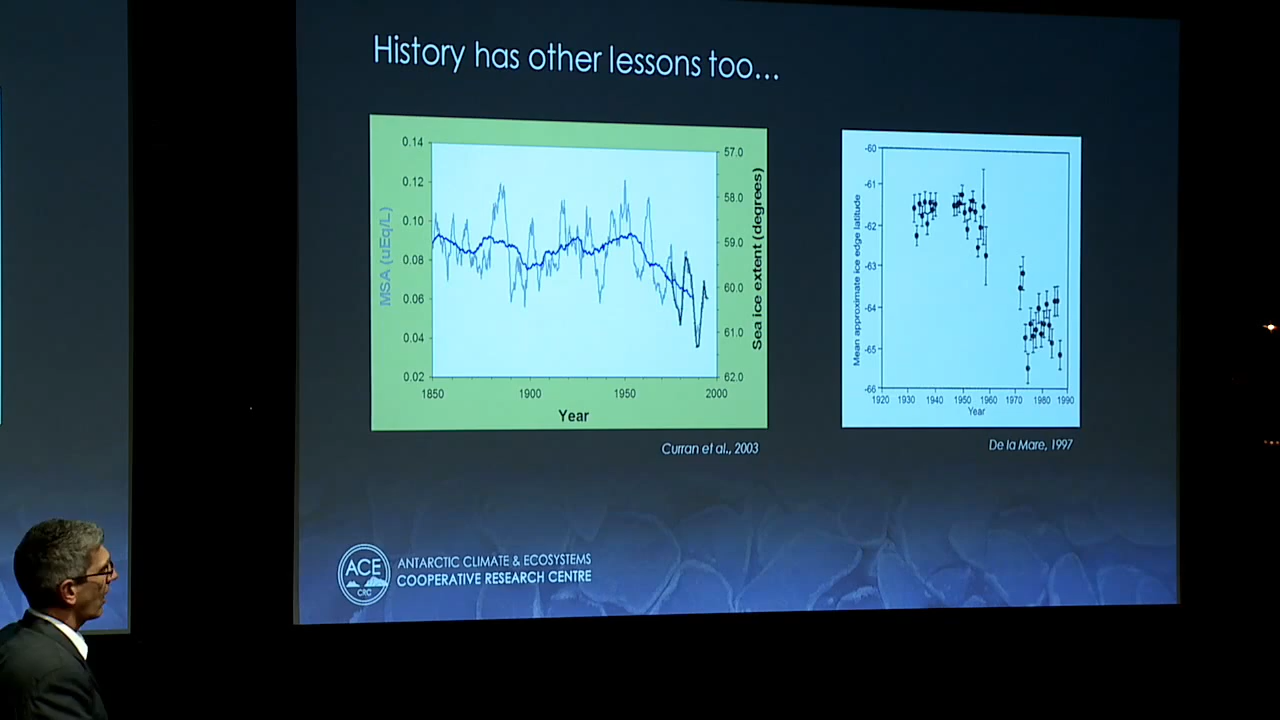 History has other lessons too...
0.14
0.12
0.10
0.08
0.06
0.04
0.02
MSA (uEq/L)
57.0
58.0
59.0
60.0
61.0
62.0
Sea ice extent (degrees)
1850
1900
1950
2000
Year
Curran et al., 2003
-60
-61
-62
-63
-64
-65
-66
Mean approximate ice edge latitude
1920
1930
1940
1950
1960
1970
1980
1990
Year
De la Mare, 1997
ACE
CRC
ANTARCTIC CLIMATE & ECOSYSTEMS
COOPERATIVE RESEARCH CENTRE